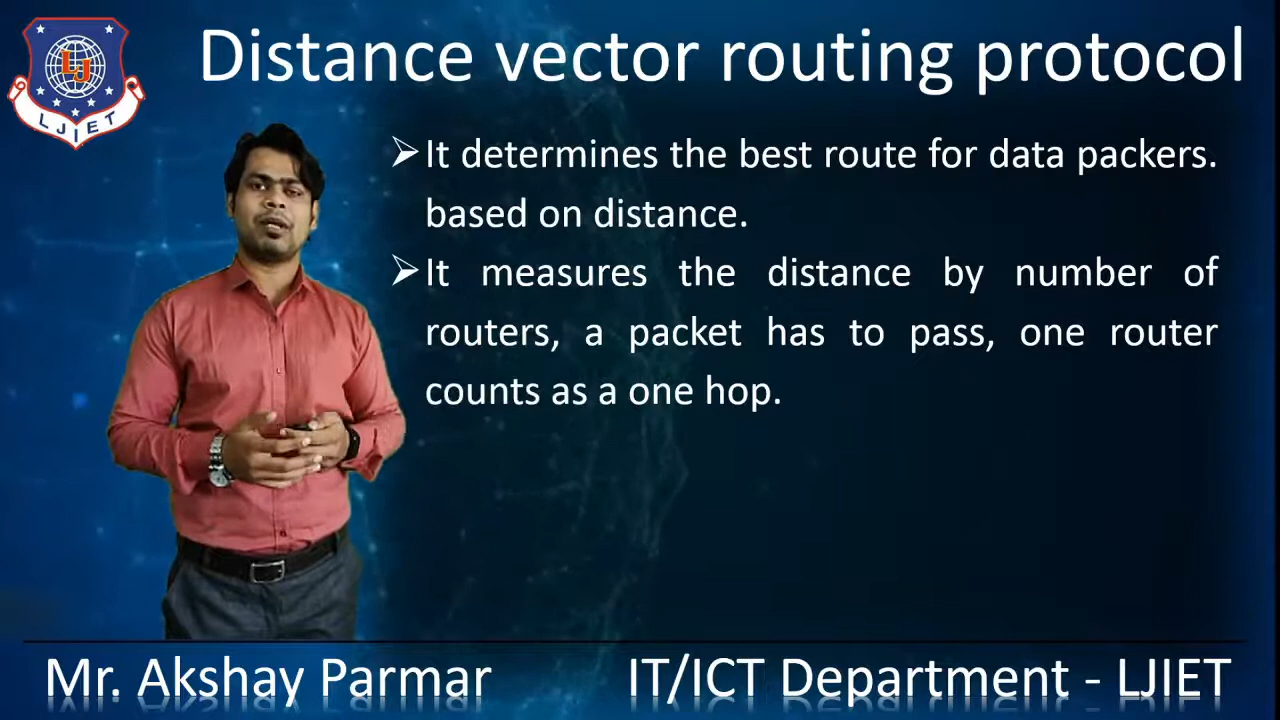 LJ
LJIET
Distance vector routing protocol
➢It determines the best route for data packers.
based on distance.
➢It measures the distance by number of
routers, a packet has to pass, one router
counts as a one hop.
Mr. Akshay Parmar
IT/ICT Department - LJIET